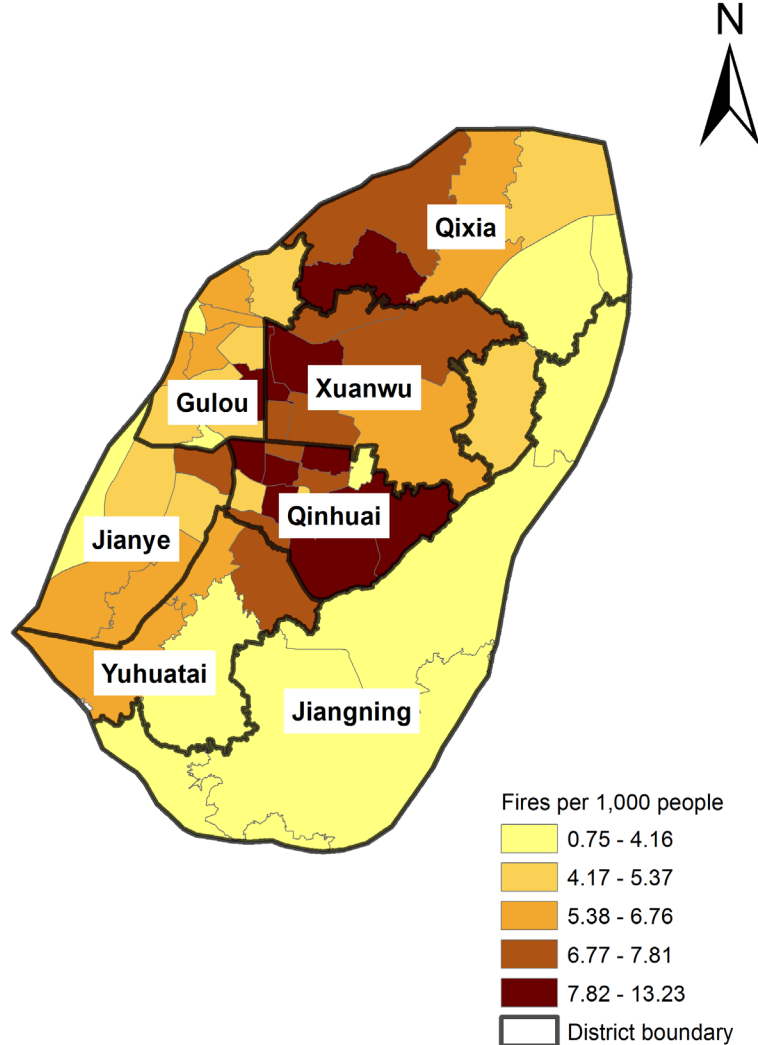 N
Qixia
Xuanwu
Gulou
Qinhuai
Jianye
Yuhuatai
Jiangning
Fires per 1,000 people
0.75 - 4.16
4.17 - 5.37
5.38 - 6.76
6.77 - 7.81
7.82 - 13.23
District boundary